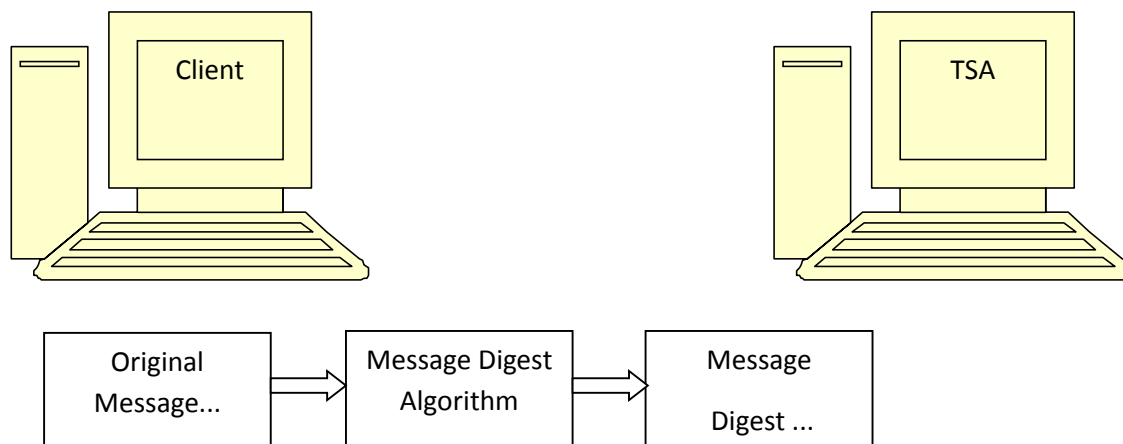 Client
TSA
Original
Message...
Message Digest
Algorithm
Message
Digest ...